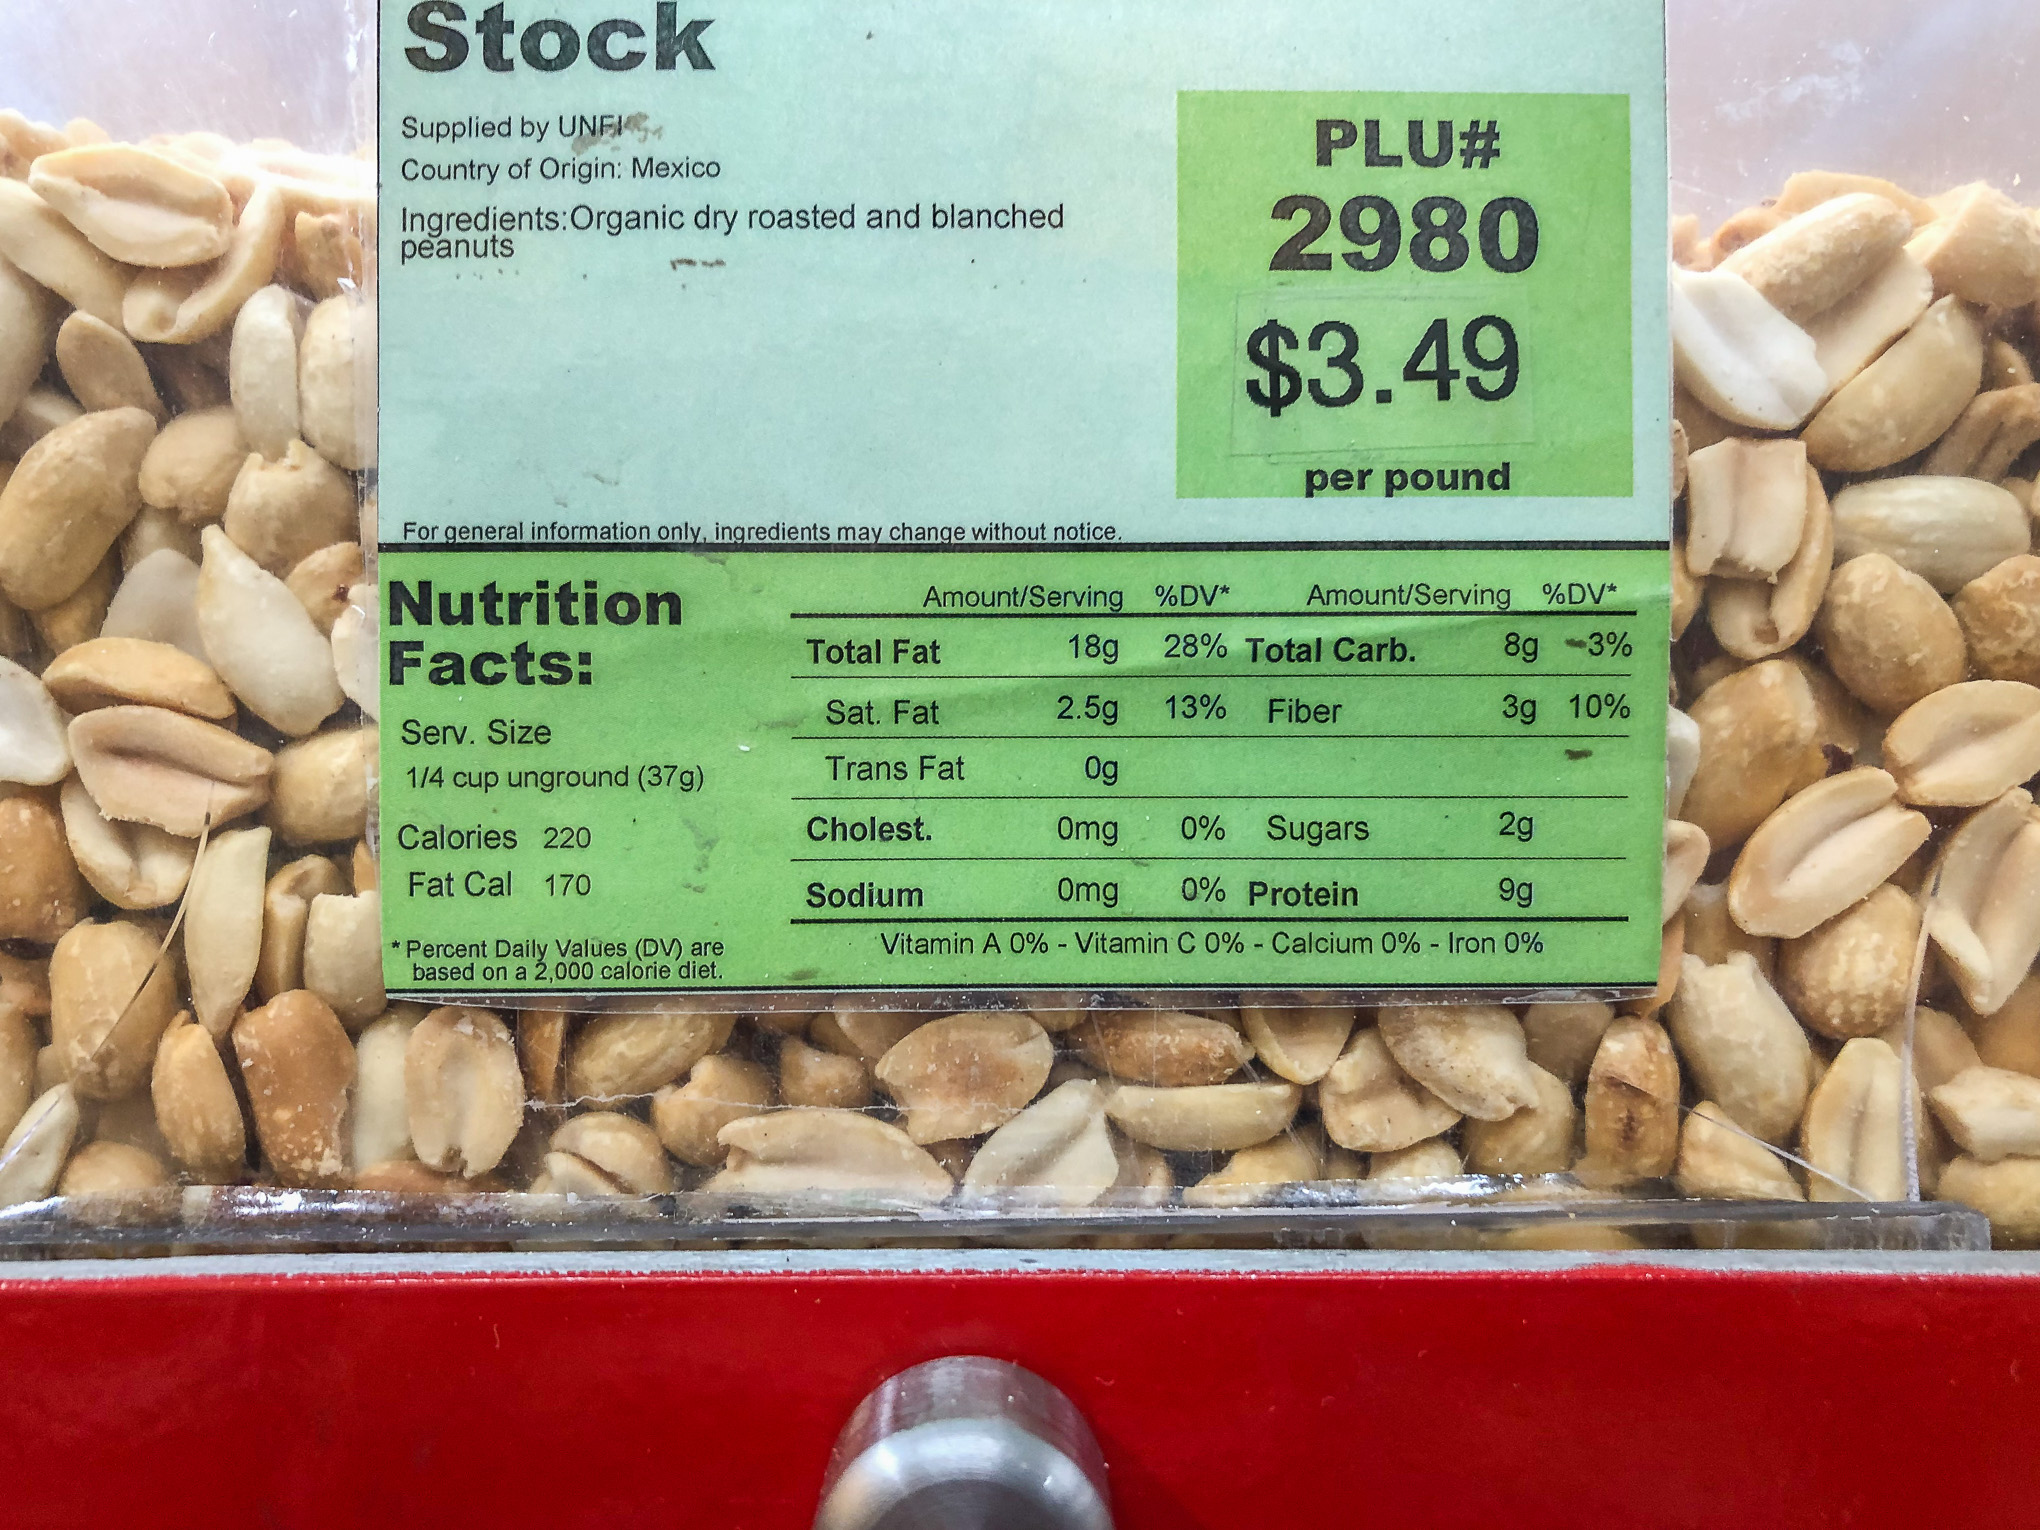 Stock
Supplied by UNFI
Country of Origin: Mexico
Ingredients:Organic dry roasted and blanched
peanuts
PLU#
2980
$3.49
per pound
For general information only, ingredients may change without notice.
Nutrition
Facts:
Serv. Size
1/4 cup unground (37g)
Calories 220
Fat Cal 170
* Percent Daily Values (DV) are
based on a 2,000 calorie diet.
Amount/Serving %DV* Amount/Serving %DV*
Total Fat 18g 28% Total Carb. 8g 3%
Sat. Fat 2.5g 13% Fiber 3g 10%
Trans Fat 0g
Cholest. 0mg 0% Sugars 2g
Sodium 0mg 0% Protein 9g
Vitamin A 0% - Vitamin C 0% - Calcium 0% - Iron 0%